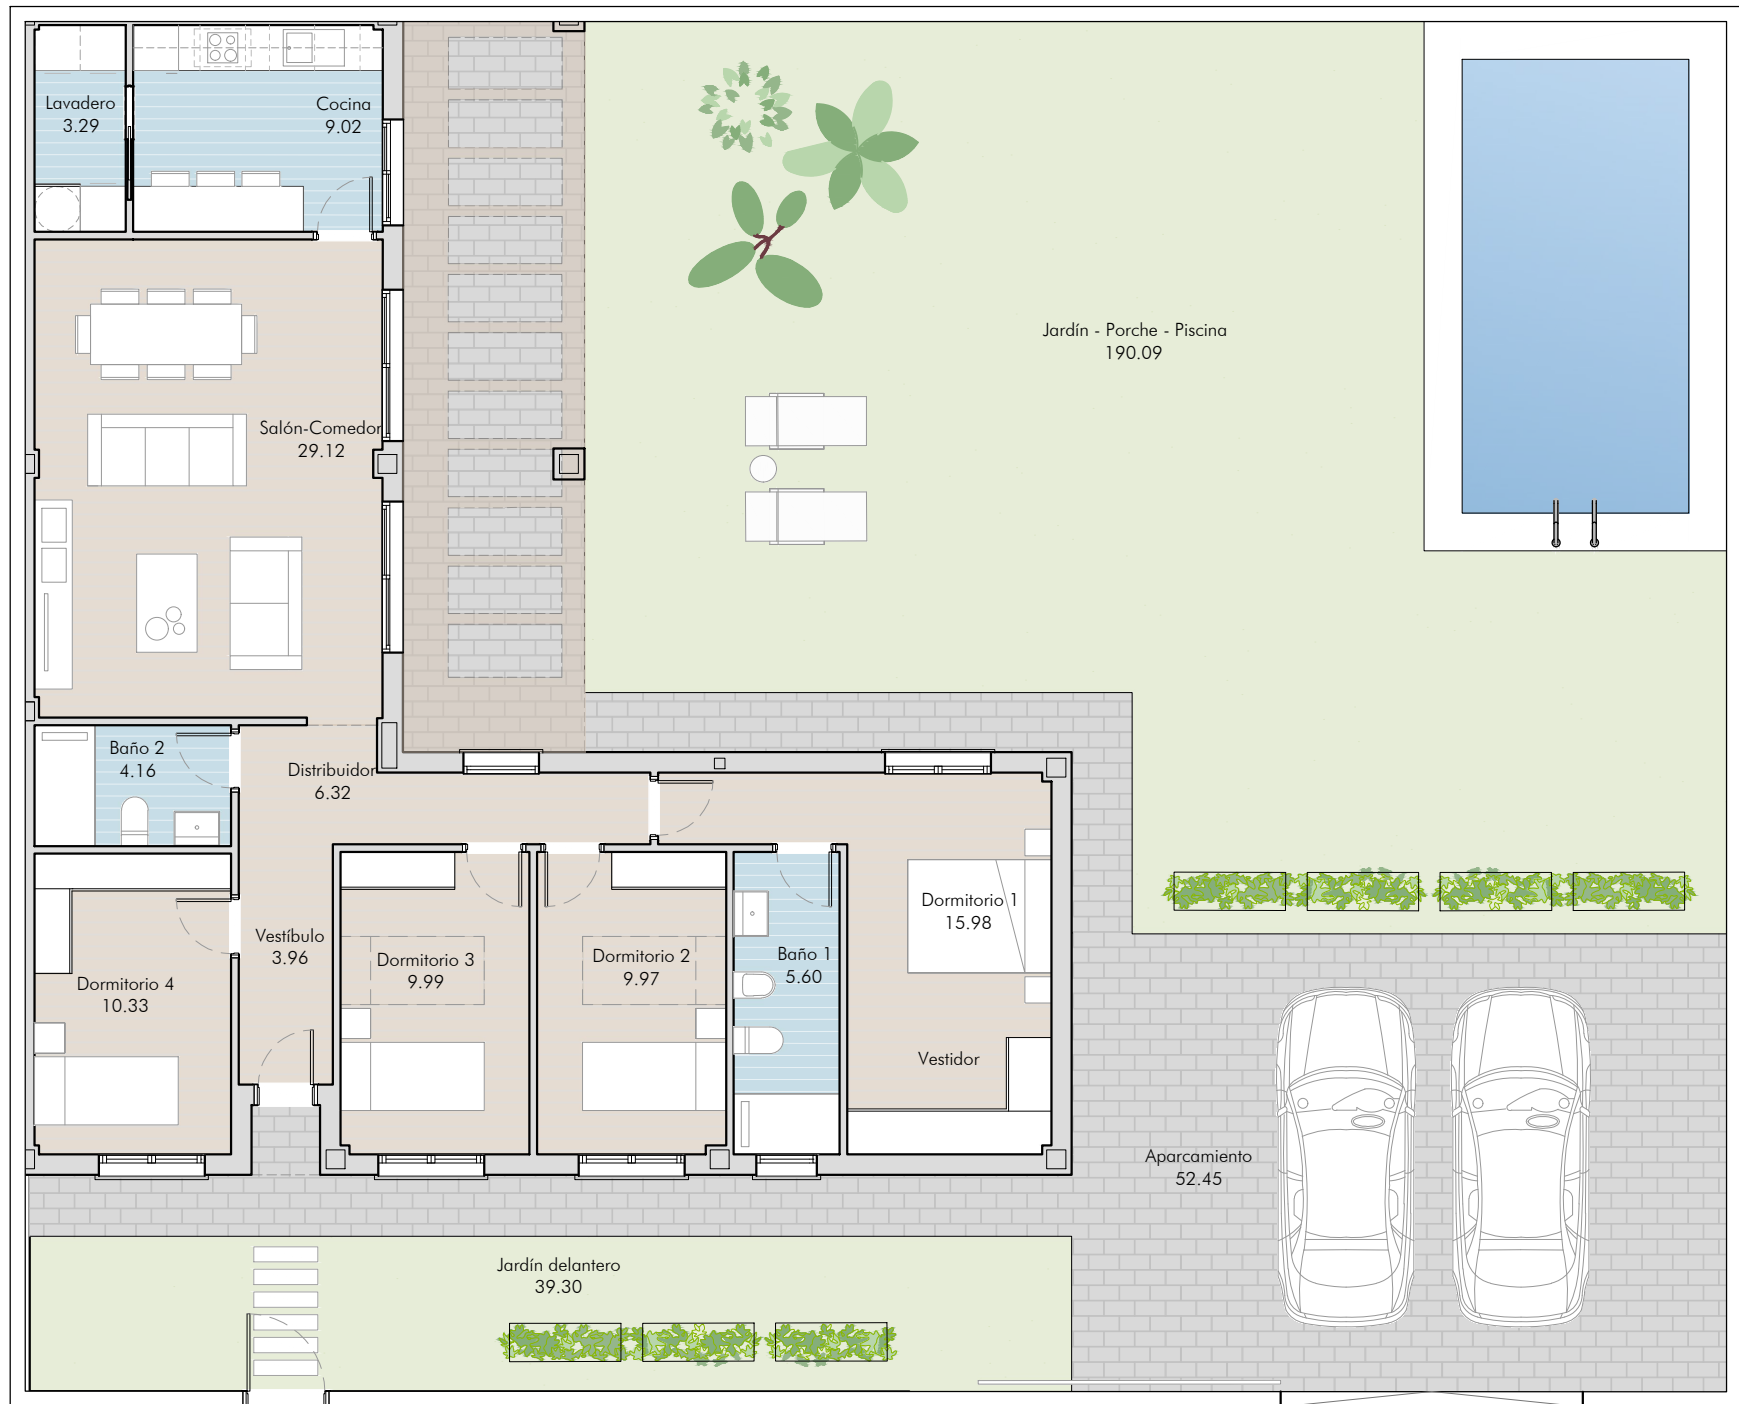 Lavadero
3.29
Cocina
9.02
Jardín - Porche - Piscina
190.09
Salón-Comedor
29.12
Baño 2
4.16
Distribuidor
6.32
Dormitorio 1
15.98
Vestíbulo
3.96
Dormitorio 3
9.99
Dormitorio 2
9.97
Baño 1
5.60
Dormitorio 4
10.33
Vestidor
Aparcamiento
52.45
Jardín delantero
39.30